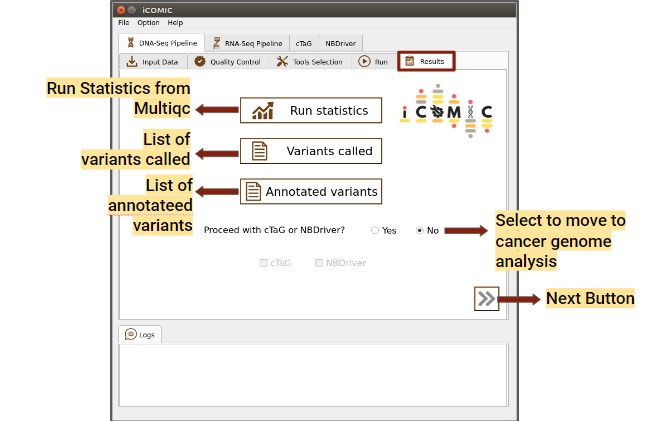 iCOMIC
File Option Help
DNA-Seq Pipeline RNA-Seq Pipeline cTaG NBDriver
Input Data Quality Control Tools Selection Run Results
Run Statistics from
Multiqc
Run statistics
iCOMIC
List of
variants called
Variants called
List of
annotateed
variants
Annotated variants
Proceed with cTaG or NBDriver? Yes No
Select to move to
cancer genome
analysis
cTaG NBDriver
Next Button
Logs